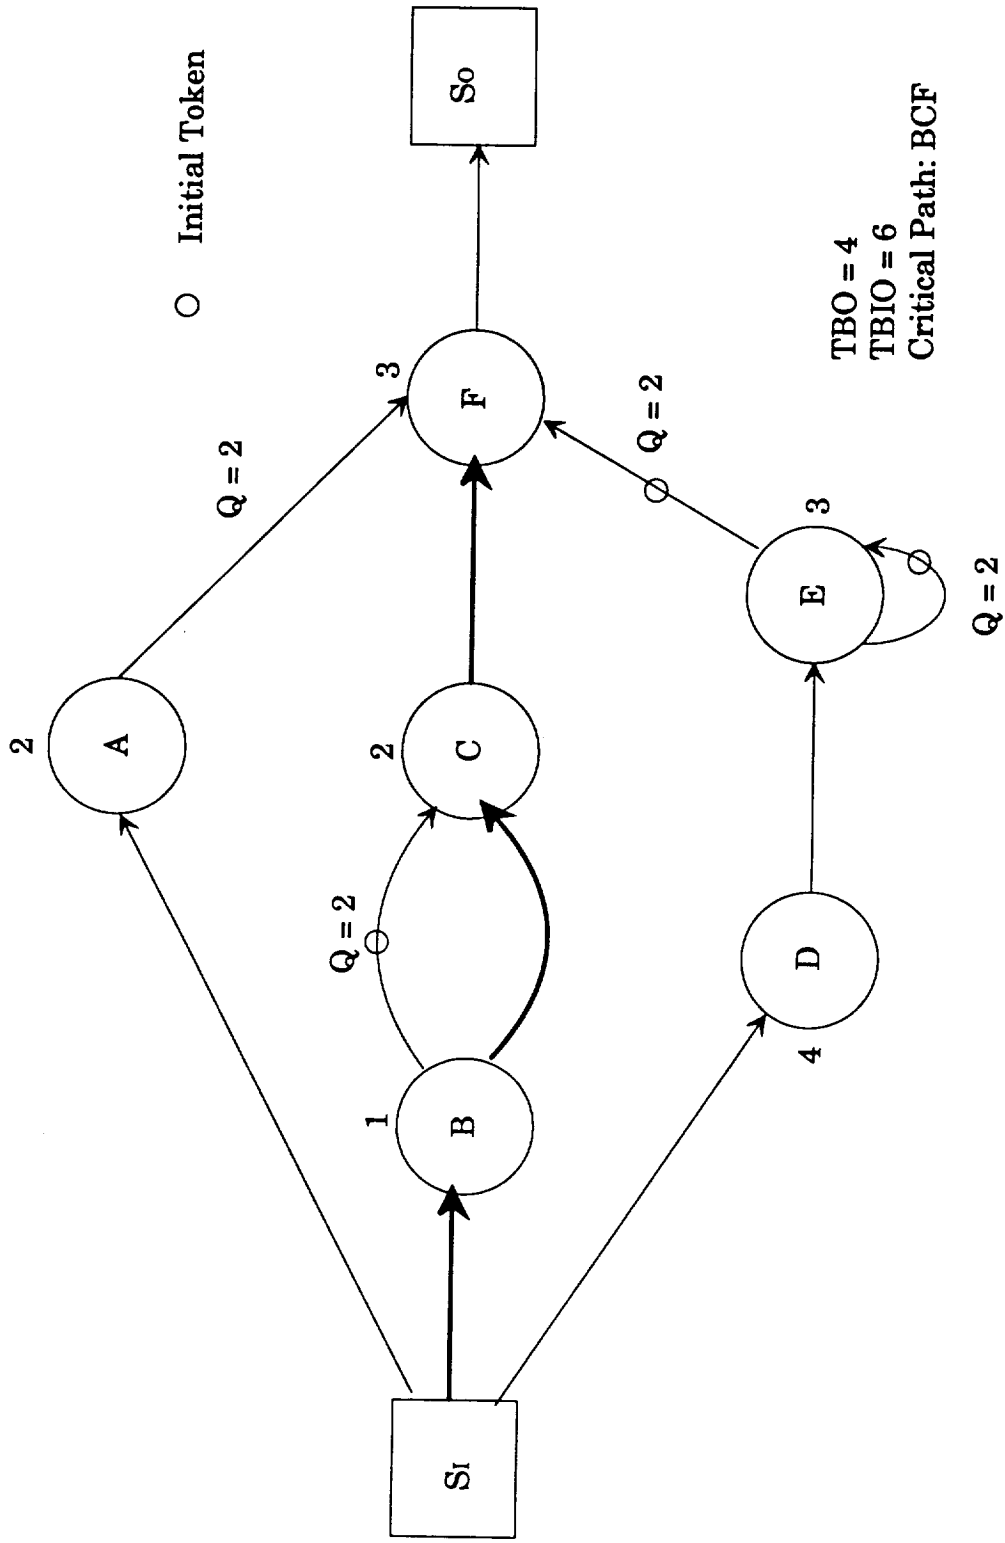 Initial Token
2
A
Q = 2
SI
1
B
Q = 2
2
C
3
F
SO
Q = 2
4
D
E
3
Q = 2
TBO = 4
TBIO = 6
Critical Path: BCF